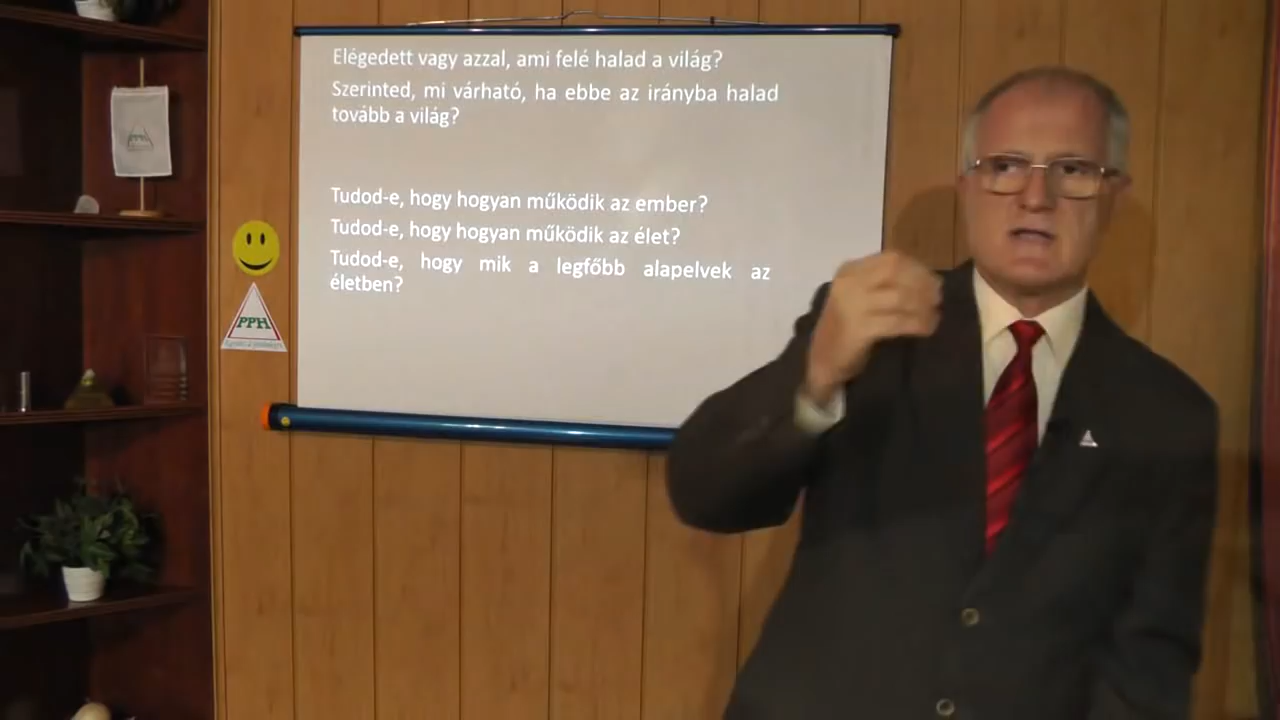 Elégedett vagy azzal, ami felé halad a világ?
Szerinted, mi várható, ha ebbe az irányba halad
tovább a világ?
Tudod-e, hogy hogyan működik az ember?
Tudod-e, hogy hogyan működik az élet?
Tudod-e, hogy mik a legfőbb alapelvek az
életben?
PPH